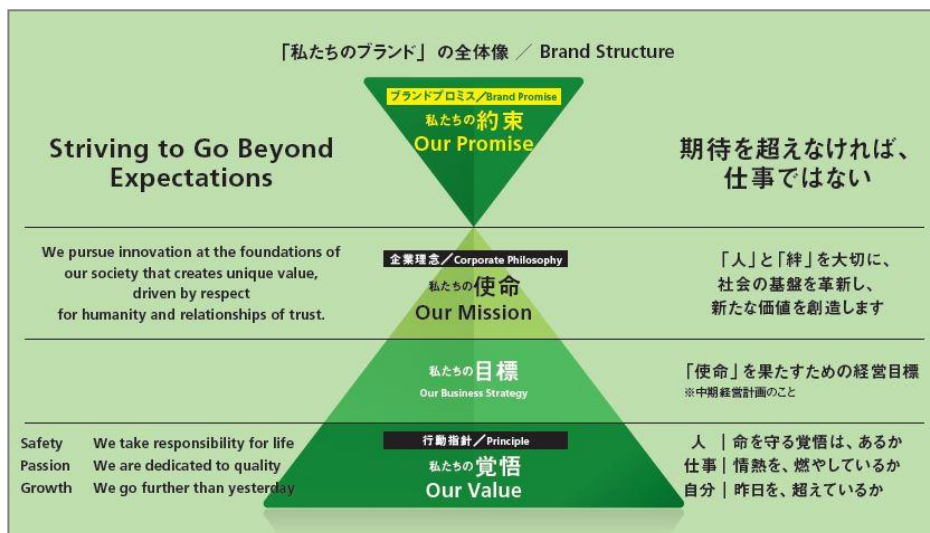 「私たちのブランド」の全体像 ／ Brand Structure
ブランドプロミス／Brand Promise
私たちの約束
Our Promise
Striving to Go Beyond
Expectations
期待を超えなければ、
仕事ではない
We pursue innovation at the foundations of
our society that creates unique value,
driven by respect
for humanity and relationships of trust.
企業理念／Corporate Philosophy
私たちの使命
Our Mission
「人」と「絆」を大切に、
社会の基盤を革新し、
新たな価値を創造します
私たちの目標
Our Business Strategy
「使命」を果たすための経営目標
※中期経営計画のこと
Safety We take responsibility for life
Passion We are dedicated to quality
Growth We go further than yesterday
行動指針／Principle
私たちの覚悟
Our Value
人｜命を守る覚悟は、あるか
仕事｜情熱を、燃やしているか
自分｜昨日を、超えているか